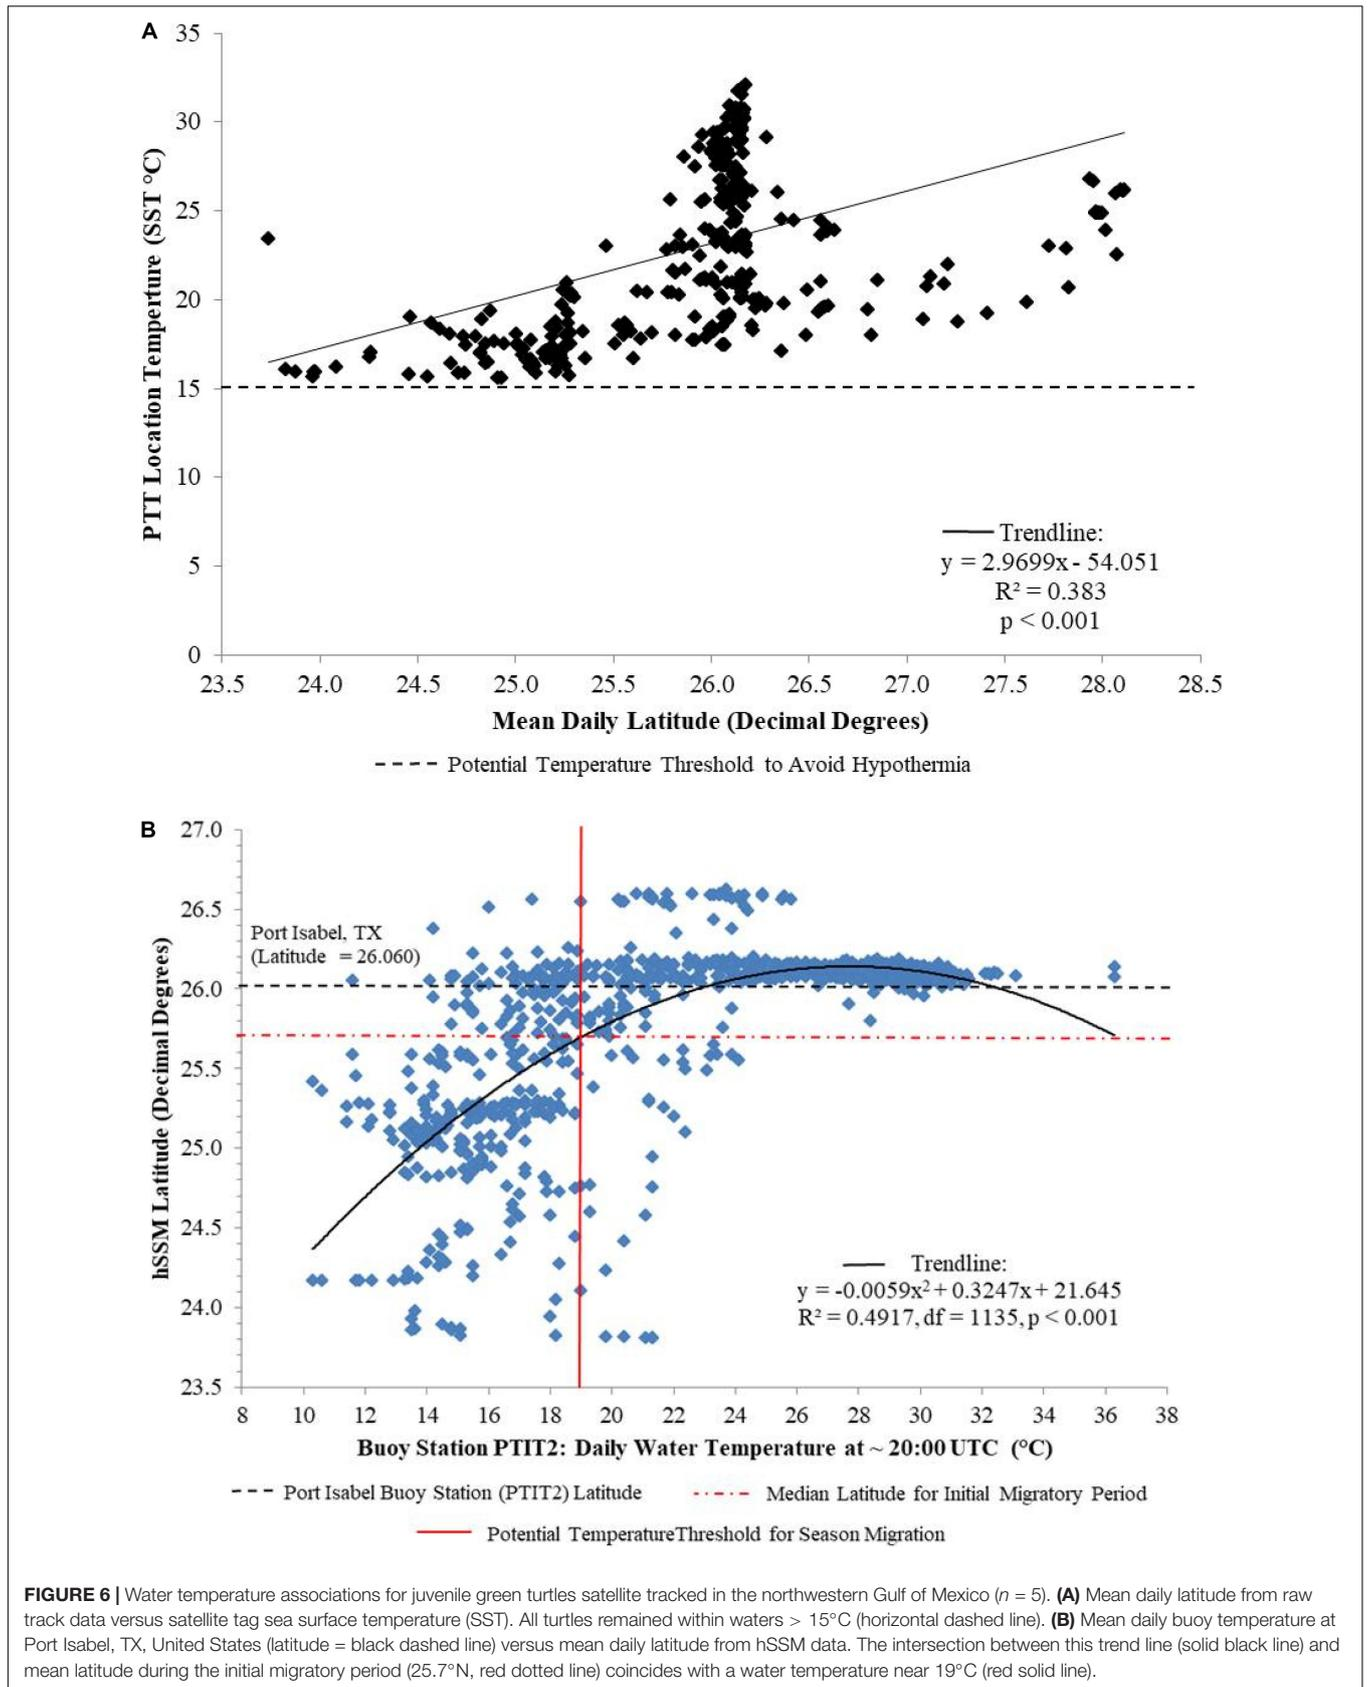 A
35
30
25
20
15
10
5
0
PTT Location Temperture (SST °C)
Trendline:
y = 2.9699x - 54.051
R² = 0.383
p < 0.001
23.5 24.0 24.5 25.0 25.5 26.0 26.5 27.0 27.5 28.0 28.5
Mean Daily Latitude (Decimal Degrees)
Potential Temperature Threshold to Avoid Hypothermia
B
27.0
26.5
26.0
25.5
25.0
24.5
24.0
23.5
hSSM Latitude (Decimal Degrees)
Port Isabel, TX
(Latitude = 26.060)
Trendline:
y = -0.0059x² + 0.3247x + 21.645
R² = 0.4917, df = 1135, p < 0.001
8 10 12 14 16 18 20 22 24 26 28 30 32 34 36 38
Buoy Station PTIT2: Daily Water Temperature at ~ 20:00 UTC (°C)
Port Isabel Buoy Station (PTIT2) Latitude Median Latitude for Initial Migratory Period
Potential TemperatureThreshold for Season Migration
FIGURE 6 | Water temperature associations for juvenile green turtles satellite tracked in the northwestern Gulf of Mexico (n = 5). (A) Mean daily latitude from raw
track data versus satellite tag sea surface temperature (SST). All turtles remained within waters > 15°C (horizontal dashed line). (B) Mean daily buoy temperature at
Port Isabel, TX, United States (latitude = black dashed line) versus mean daily latitude from hSSM data. The intersection between this trend line (solid black line) and
mean latitude during the initial migratory period (25.7°N, red dotted line) coincides with a water temperature near 19°C (red solid line).